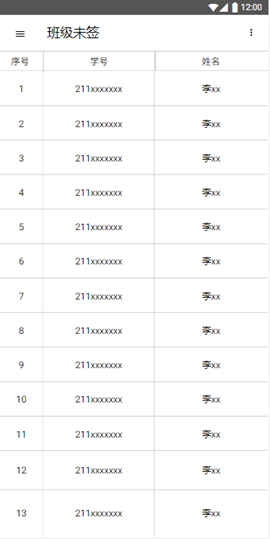 12:00
班级未签
序号 学号 姓名
1 211xxxxxxx 李xx
2 211xxxxxxx 李xx
3 211xxxxxxx 李xx
4 211xxxxxxx 李xx
5 211xxxxxxx 李xx
6 211xxxxxxx 李xx
7 211xxxxxxx 李xx
8 211xxxxxxx 李xx
9 211xxxxxxx 李xx
10 211xxxxxxx 李xx
11 211xxxxxxx 李xx
12 211xxxxxxx 李xx
13 211xxxxxxx 李xx